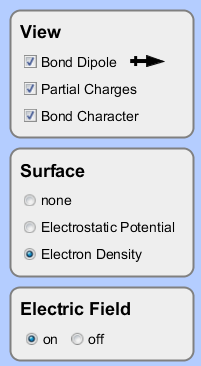 View
Bond Dipole
Partial Charges
Bond Character
Surface
none
Electrostatic Potential
Electron Density
Electric Field
on off